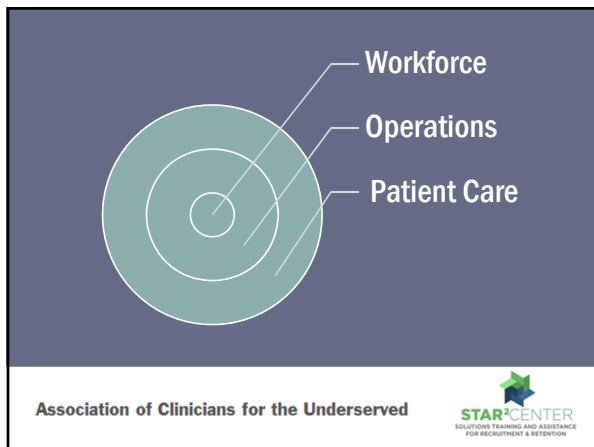 Workforce
Operations
Patient Care
Association of Clinicians for the Underserved
STAR²CENTER
SOLUTIONS TRAINING AND ASSISTANCE
FOR RECRUITMENT & RETENTION